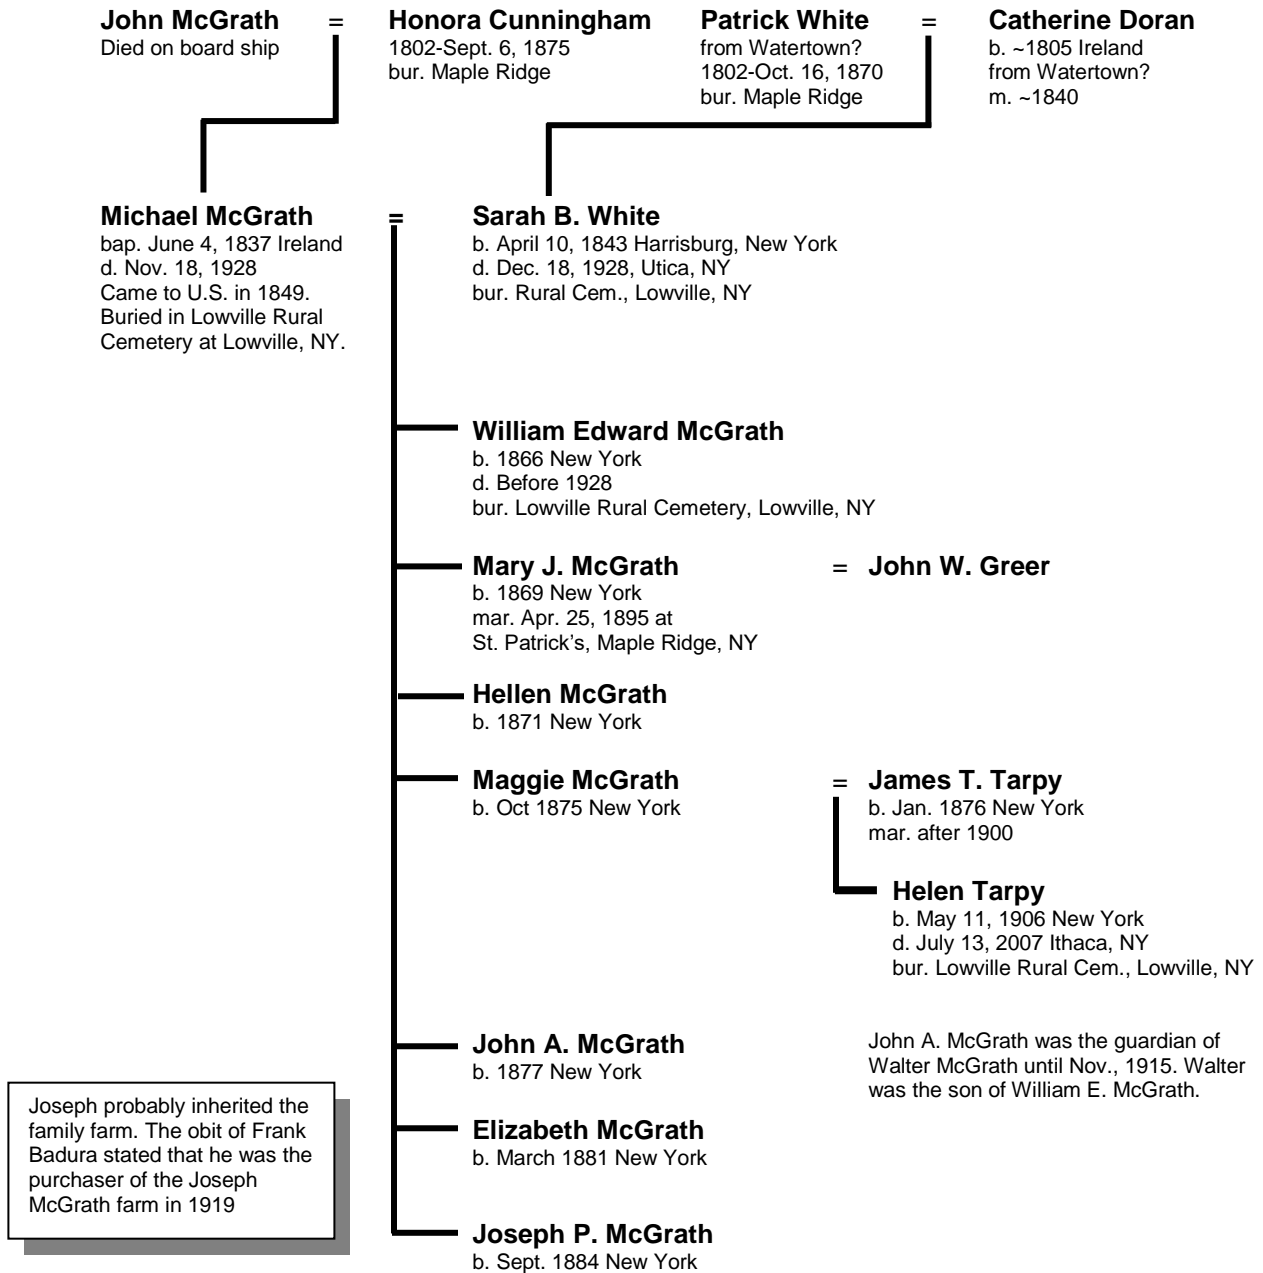 John McGrath
Died on board ship
=
Honora Cunningham
1802-Sept. 6, 1875
bur. Maple Ridge
Patrick White
from Watertown?
1802-Oct. 16, 1870
bur. Maple Ridge
=
Catherine Doran
b. ~1805 Ireland
from Watertown?
m. ~1840
Michael McGrath
bap. June 4, 1837 Ireland
d. Nov. 18, 1928
Came to U.S. in 1849.
Buried in Lowville Rural
Cemetery at Lowville, NY.
=
Sarah B. White
b. April 10, 1843 Harrisburg, New York
d. Dec. 18, 1928, Utica, NY
bur. Rural Cem., Lowville, NY
William Edward McGrath
b. 1866 New York
d. Before 1928
bur. Lowville Rural Cemetery, Lowville, NY
Mary J. McGrath
b. 1869 New York
mar. Apr. 25, 1895 at
St. Patrick's, Maple Ridge, NY
=
John W. Greer
Hellen McGrath
b. 1871 New York
Maggie McGrath
b. Oct 1875 New York
=
James T. Tarpy
b. Jan. 1876 New York
mar. after 1900
Helen Tarpy
b. May 11, 1906 New York
d. July 13, 2007 Ithaca, NY
bur. Lowville Rural Cem., Lowville, NY
John A. McGrath
b. 1877 New York
John A. McGrath was the guardian of
Walter McGrath until Nov., 1915. Walter
was the son of William E. McGrath.
Elizabeth McGrath
b. March 1881 New York
Joseph probably inherited the
family farm. The obit of Frank
Badura stated that he was the
purchaser of the Joseph
McGrath farm in 1919
Joseph P. McGrath
b. Sept. 1884 New York